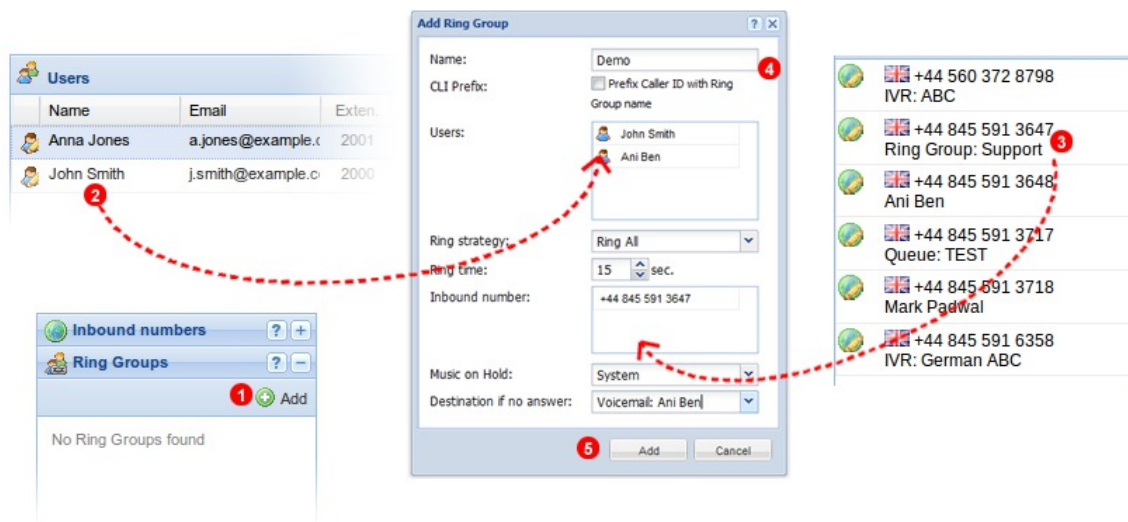 Users
Name Email Exten.
Anna Jones a.jones@example.c 2001
John Smith j.smith@example.c 2000
2
Inbound numbers ? +
Ring Groups ? −
1 Add
No Ring Groups found
Add Ring Group ? X
Name: Demo
4
CLI Prefix: Prefix Caller ID with Ring
Group name
Users: John Smith
Ani Ben
Ring strategy: Ring All
Ring time: 15 sec.
Inbound number: +44 845 591 3647
Music on Hold: System
Destination if no answer: Voicemail: Ani Ben
5 Add Cancel
+44 560 372 8798
IVR: ABC
+44 845 591 3647
Ring Group: Support 3
+44 845 591 3648
Ani Ben
+44 845 591 3717
Queue: TEST
+44 845 591 3718
Mark Padwal
+44 845 591 6358
IVR: German ABC